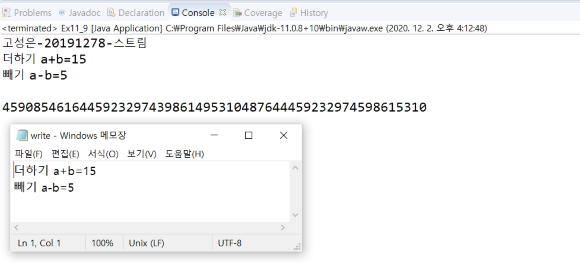 Problems @ Javadoc Declaration Console Coverage History
<terminated> Ex11_9 [Java Application] C:₩Program Files₩Java₩jdk-11.0.8+10₩bin₩javaw.exe (2020. 12. 2. 오후 4:12:48)
고성은-20191278-스트림
더하기 a+b=15
빼기 a-b=5
4590854616445923297439861495310487644459232974598615310
write - Windows 메모장
파일(F) 편집(E) 서식(O) 보기(V) 도움말(H)
더하기 a+b=15
빼기 a-b=5
Ln 1, Col 1 100% Unix (LF) UTF-8